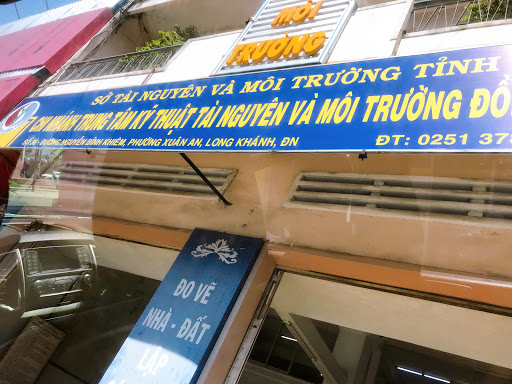 MÔI
TRƯỜNG
SỞ TÀI NGUYÊN VÀ MÔI TRƯỜNG TỈNH
CHI NHÁNH TRUNG TÂM KỸ THUẬT TÀI NGUYÊN VÀ MÔI TRƯỜNG ĐỒ
ĐƯỜNG NGUYỄN BỈNH KHIÊM, PHƯỜNG XUÂN AN, LONG KHÁNH, ĐN ĐT: 0251 37
ĐO VẼ
NHÀ - ĐẤT
LẬP